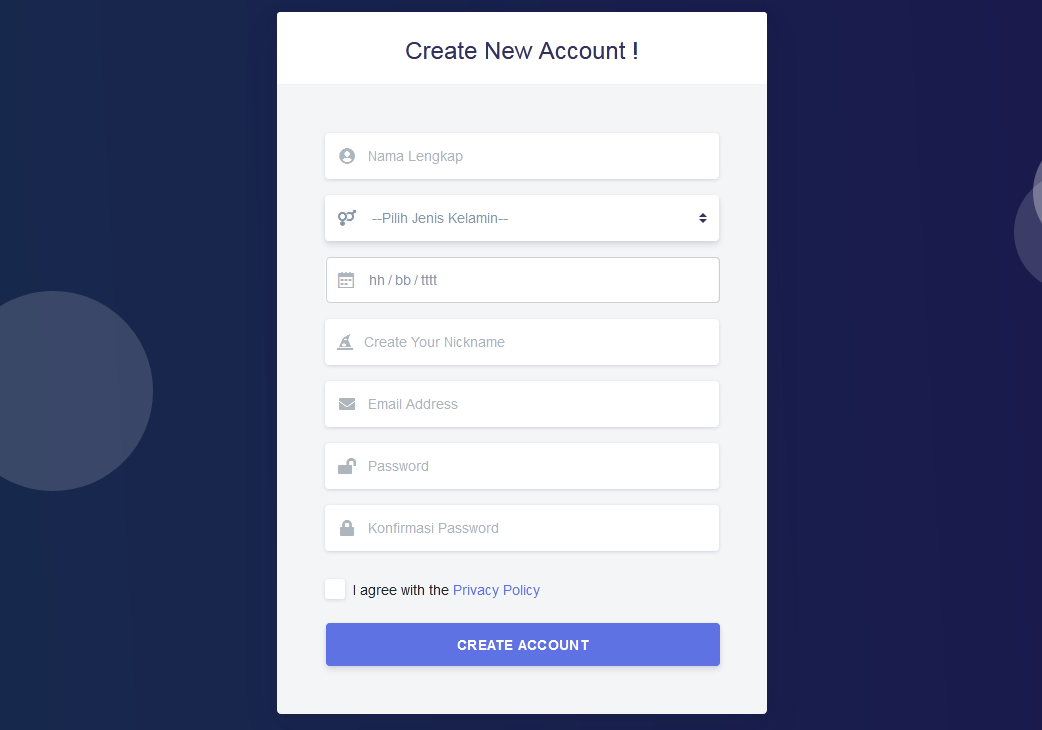 Create New Account !
Nama Lengkap
--Pilih Jenis Kelamin--
hh / bb / tttt
Create Your Nickname
Email Address
Password
Konfirmasi Password
I agree with the Privacy Policy
CREATE ACCOUNT